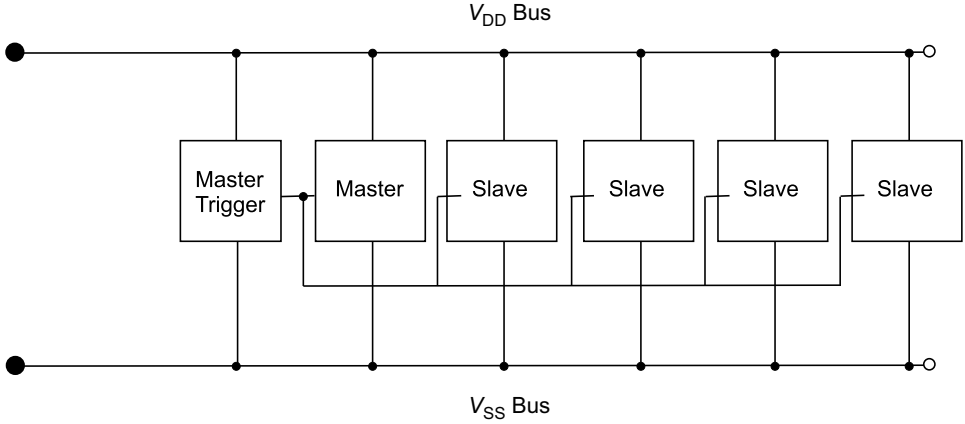 V_DD Bus
Master
Trigger
Master
Slave
Slave
Slave
Slave
V_SS Bus